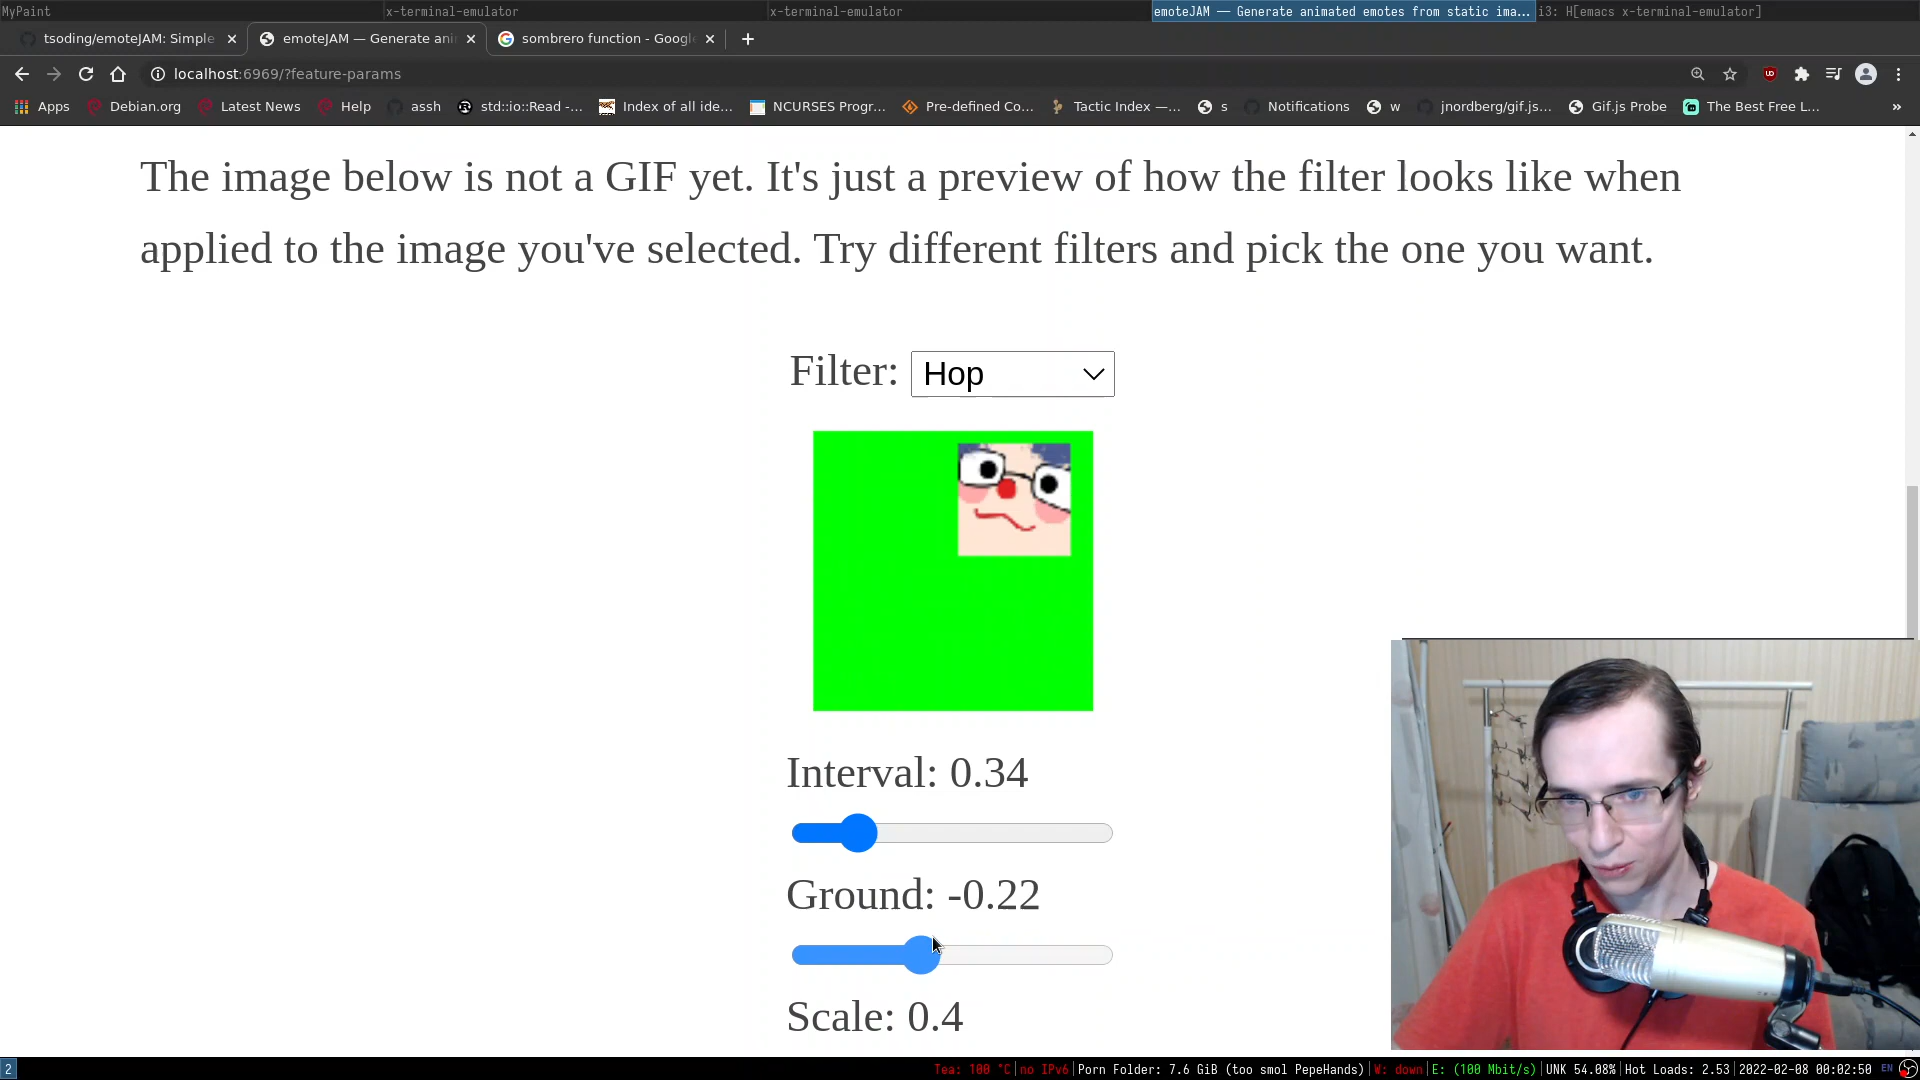 MyPaint
x-terminal-emulator
x-terminal-emulator
emoteJAM — Generate animated emotes from static ima...
i3: H[emacs x-terminal-emulator]
tsoding/emoteJAM: Simple
emoteJAM — Generate ani
sombrero function - Googl
localhost:6969/?feature-params
Apps
Debian.org
Latest News
Help
assh
std::io::Read -...
Index of all ide...
NCURSES Progr...
Pre-defined Co...
Tactic Index —...
s
Notifications
w
jnordberg/gif.js...
Gif.js Probe
The Best Free L...
»
The image below is not a GIF yet. It's just a preview of how the filter looks like when
applied to the image you've selected. Try different filters and pick the one you want.
Filter: Hop
Interval: 0.34
Ground: -0.22
Scale: 0.4
2
Tea: 100 °C|no IPv6|Porn Folder: 7.6 GiB (too smol PepeHands)|W: down|E: (100 Mbit/s)|UNK 54.08%|Hot Loads: 2.53|2022-02-08 00:02:50
EN